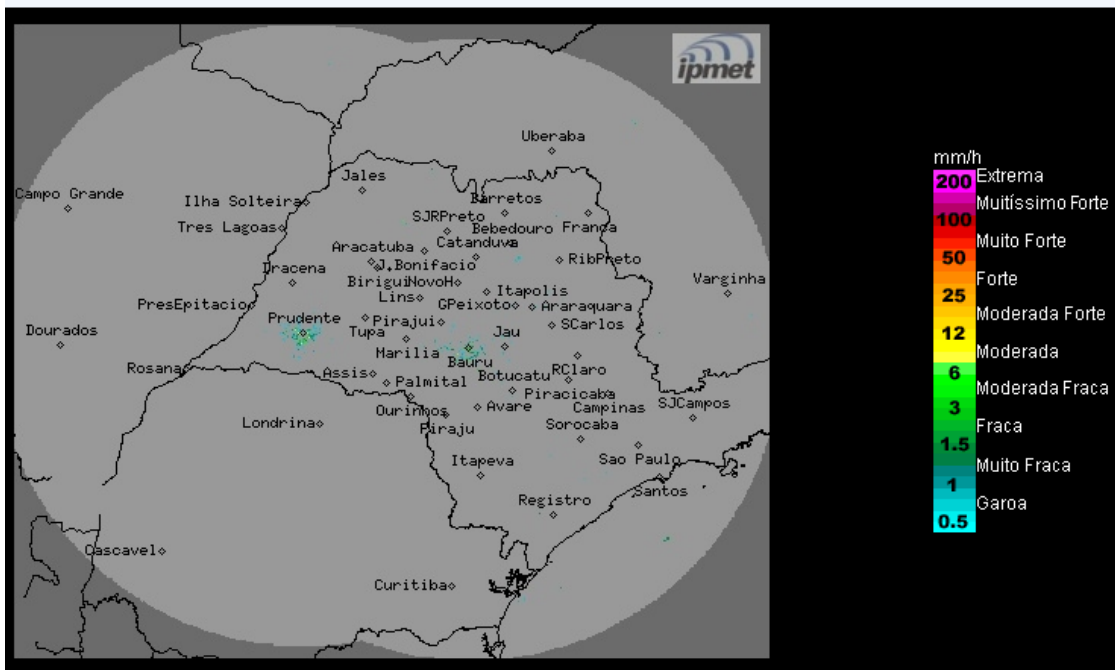 ipmet
Uberaba
Campo Grande
Jales
Ilha Solteira
Barretos
SJRPreto
Tres Lagoas
Bebedouro
Franca
Aracatuba
Catanduva
Dracena
J.Bonifacio
RibPreto
Birigui
NovoH
Itapolis
Varginha
Lins
GPeixoto
Araraquara
PresEpitacio
Prudente
Tupa
Pirajui
Jau
SCarlos
Dourados
Marilia
Bauru
Rosana
Assis
Palmital
Botucatu
RClaro
Piracicaba
Ourinhos
Avare
Campinas
SJCampos
Londrina
Piraju
Sorocaba
Itapeva
Sao Paulo
Santos
Registro
Cascavel
Curitiba
mm/h
200 Extrema
Muitíssimo Forte
100
Muito Forte
50
Forte
25
Moderada Forte
12
Moderada
6
Moderada Fraca
3
Fraca
1.5
Muito Fraca
1
Garoa
0.5